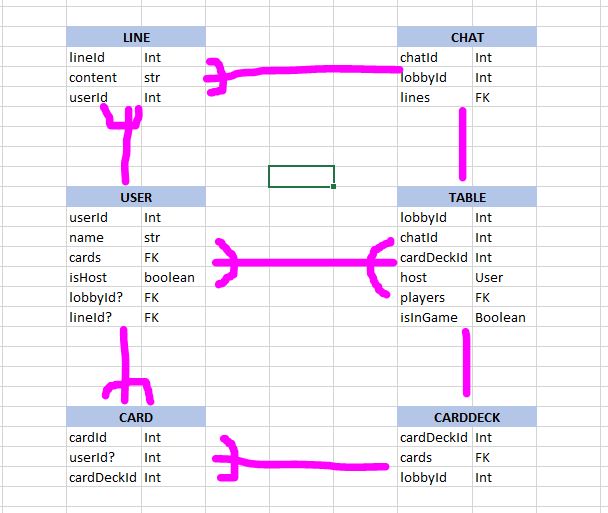 LINE
lineId Int
content str
userId Int
CHAT
chatId Int
lobbyId Int
lines FK
USER
userId Int
name str
cards FK
isHost boolean
lobbyId? FK
lineId? FK
TABLE
lobbyId Int
chatId Int
cardDeckId Int
host User
players FK
isInGame Boolean
CARD
cardId Int
userId? Int
cardDeckId Int
CARDDECK
cardDeckId Int
cards FK
lobbyId Int